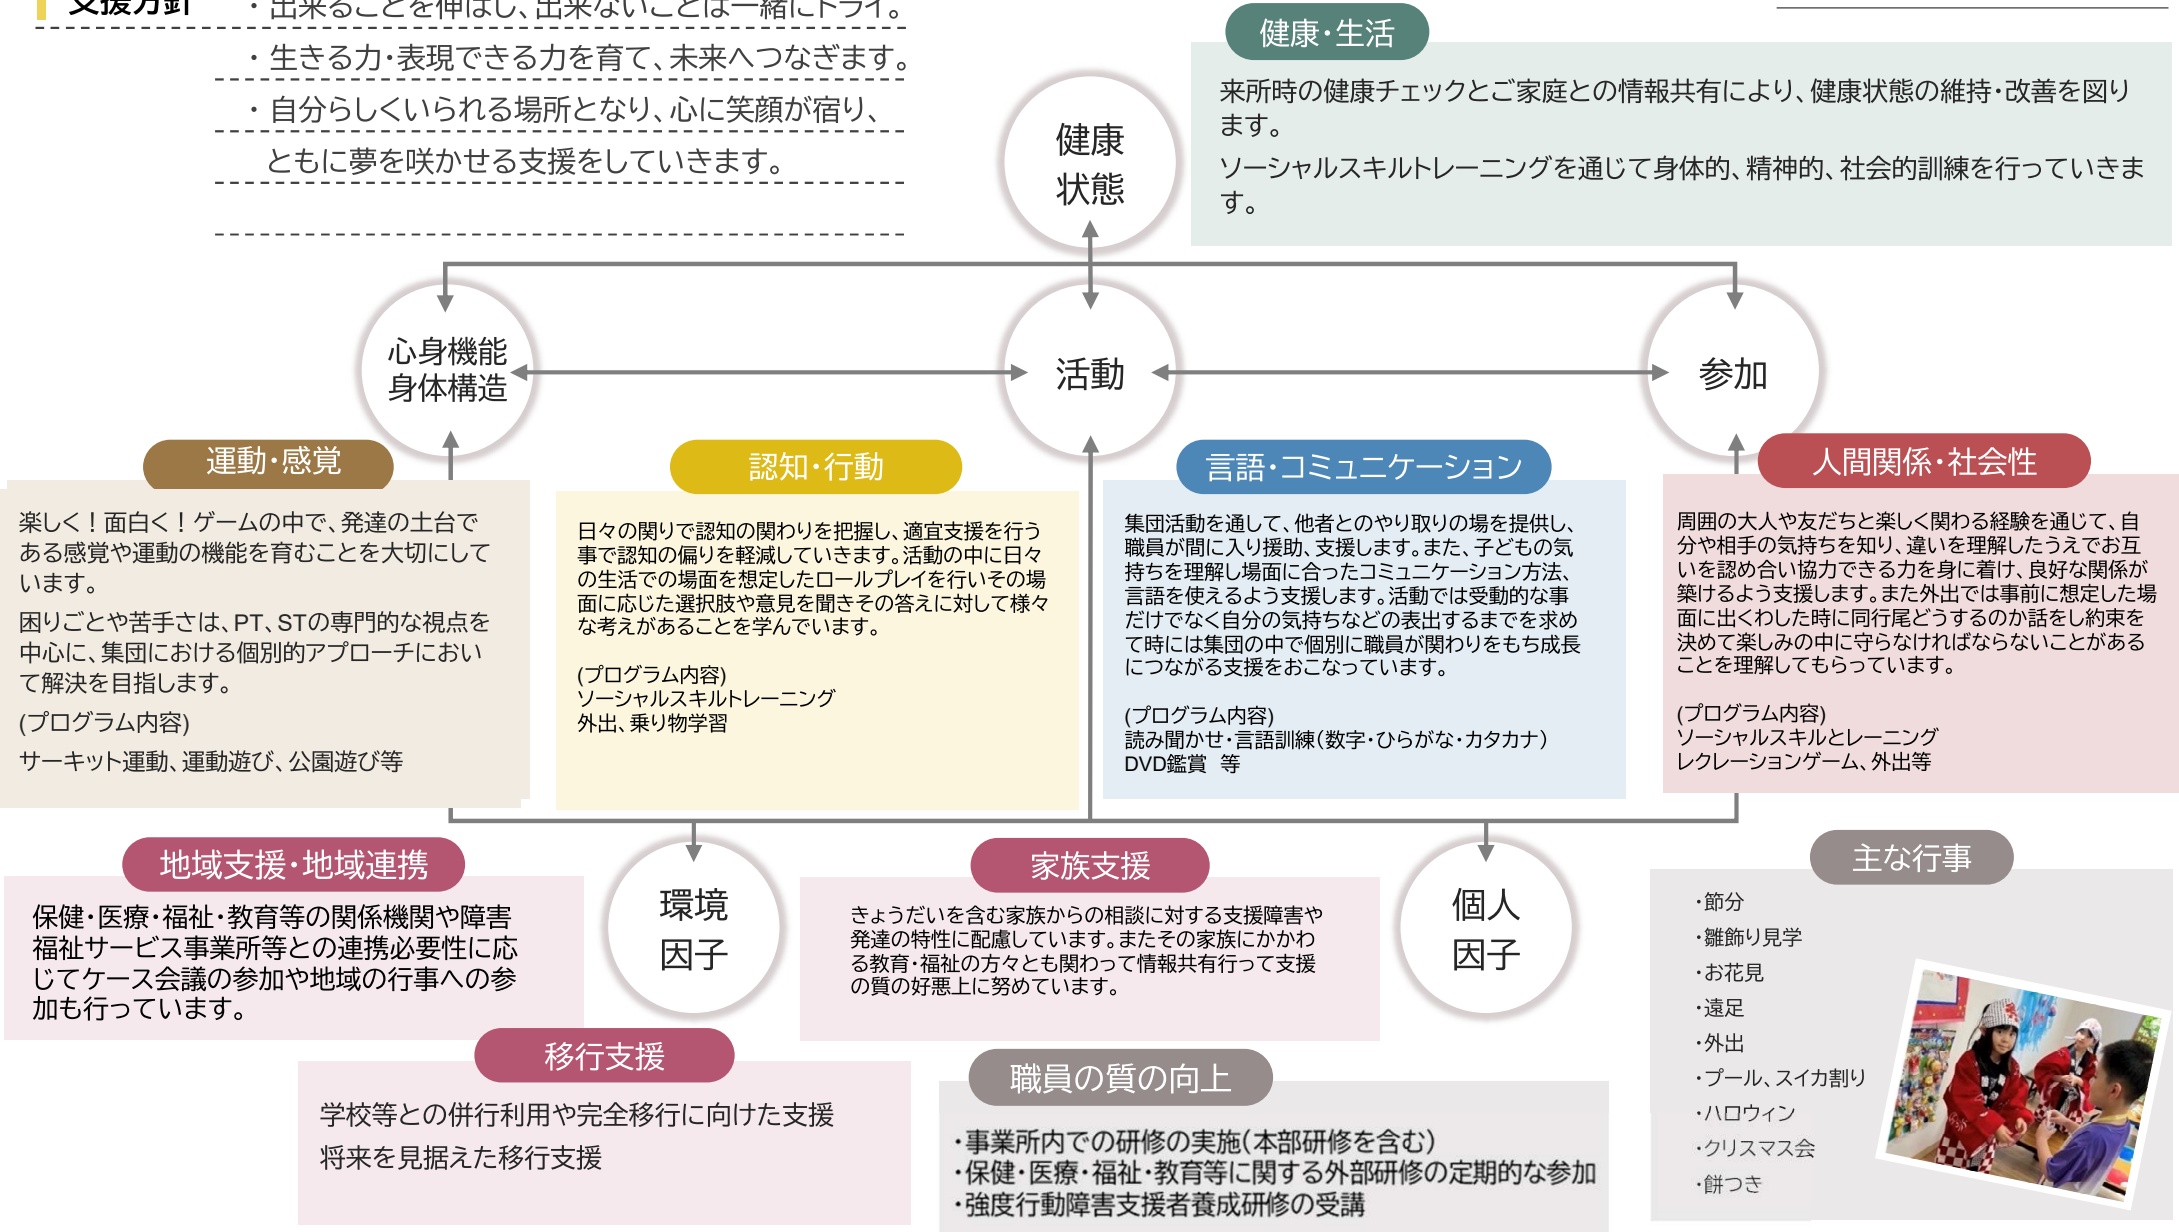 支援方針
・出来ることを伸ばし、出来ないことは一緒にトライ。
・生きる力・表現できる力を育て、未来へつなぎます。
・自分らしくいられる場所となり、心に笑顔が宿り、
ともに夢を咲かせる支援をしていきます。
健康・生活
来所時の健康チェックとご家庭との情報共有により、健康状態の維持・改善を図り
ます。
ソーシャルスキルトレーニングを通じて身体的、精神的、社会的訓練を行っていきま
す。
健康
状態
心身機能
身体構造
活動
参加
運動・感覚
楽しく！面白く！ゲームの中で、発達の土台で
ある感覚や運動の機能を育むことを大切にして
います。
困りごとや苦手さは、PT、STの専門的な視点を
中心に、集団における個別的アプローチにおい
て解決を目指します。
(プログラム内容)
サーキット運動、運動遊び、公園遊び等
認知・行動
日々の関りで認知の関わりを把握し、適宜支援を行う
事で認知の偏りを軽減していきます。活動の中に日々
の生活での場面を想定したロールプレイを行いその場
面に応じた選択肢や意見を聞きその答えに対して様々
な考えがあることを学んでいます。
(プログラム内容)
ソーシャルスキルトレーニング
外出、乗り物学習
言語・コミュニケーション
集団活動を通して、他者とのやり取りの場を提供し、
職員が間に入り援助、支援します。また、子どもの気
持ちを理解し場面に合ったコミュニケーション方法、
言語を使えるよう支援します。活動では受動的な事
だけでなく自分の気持ちなどの表出するまでを求め
て時には集団の中で個別に職員が関わりをもち成長
につながる支援をおこなっています。
(プログラム内容)
読み聞かせ・言語訓練（数字・ひらがな・カタカナ）
DVD鑑賞　等
人間関係・社会性
周囲の大人や友だちと楽しく関わる経験を通じて、自
分や相手の気持ちを知り、違いを理解したうえでお互
いを認め合い協力できる力を身に着け、良好な関係が
築けるよう支援します。また外出では事前に想定した場
面に出くわした時に同行尾どうするのか話をし約束を
決めて楽しみの中に守らなければならないことがある
ことを理解してもらっています。
(プログラム内容)
ソーシャルスキルとレーニング
レクレーションゲーム、外出等
地域支援・地域連携
保健・医療・福祉・教育等の関係機関や障害
福祉サービス事業所等との連携必要性に応
じてケース会議の参加や地域の行事への参
加も行っています。
環境
因子
家族支援
きょうだいを含む家族からの相談に対する支援障害や
発達の特性に配慮しています。またその家族にかかわ
る教育・福祉の方々とも関わって情報共有行って支援
の質の好悪上に努めています。
個人
因子
主な行事
・節分
・雛飾り見学
・お花見
・遠足
・外出
・プール、スイカ割り
・ハロウィン
・クリスマス会
・餅つき
移行支援
学校等との併行利用や完全移行に向けた支援
将来を見据えた移行支援
職員の質の向上
・事業所内での研修の実施（本部研修を含む）
・保健・医療・福祉・教育等に関する外部研修の定期的な参加
・強度行動障害支援者養成研修の受講